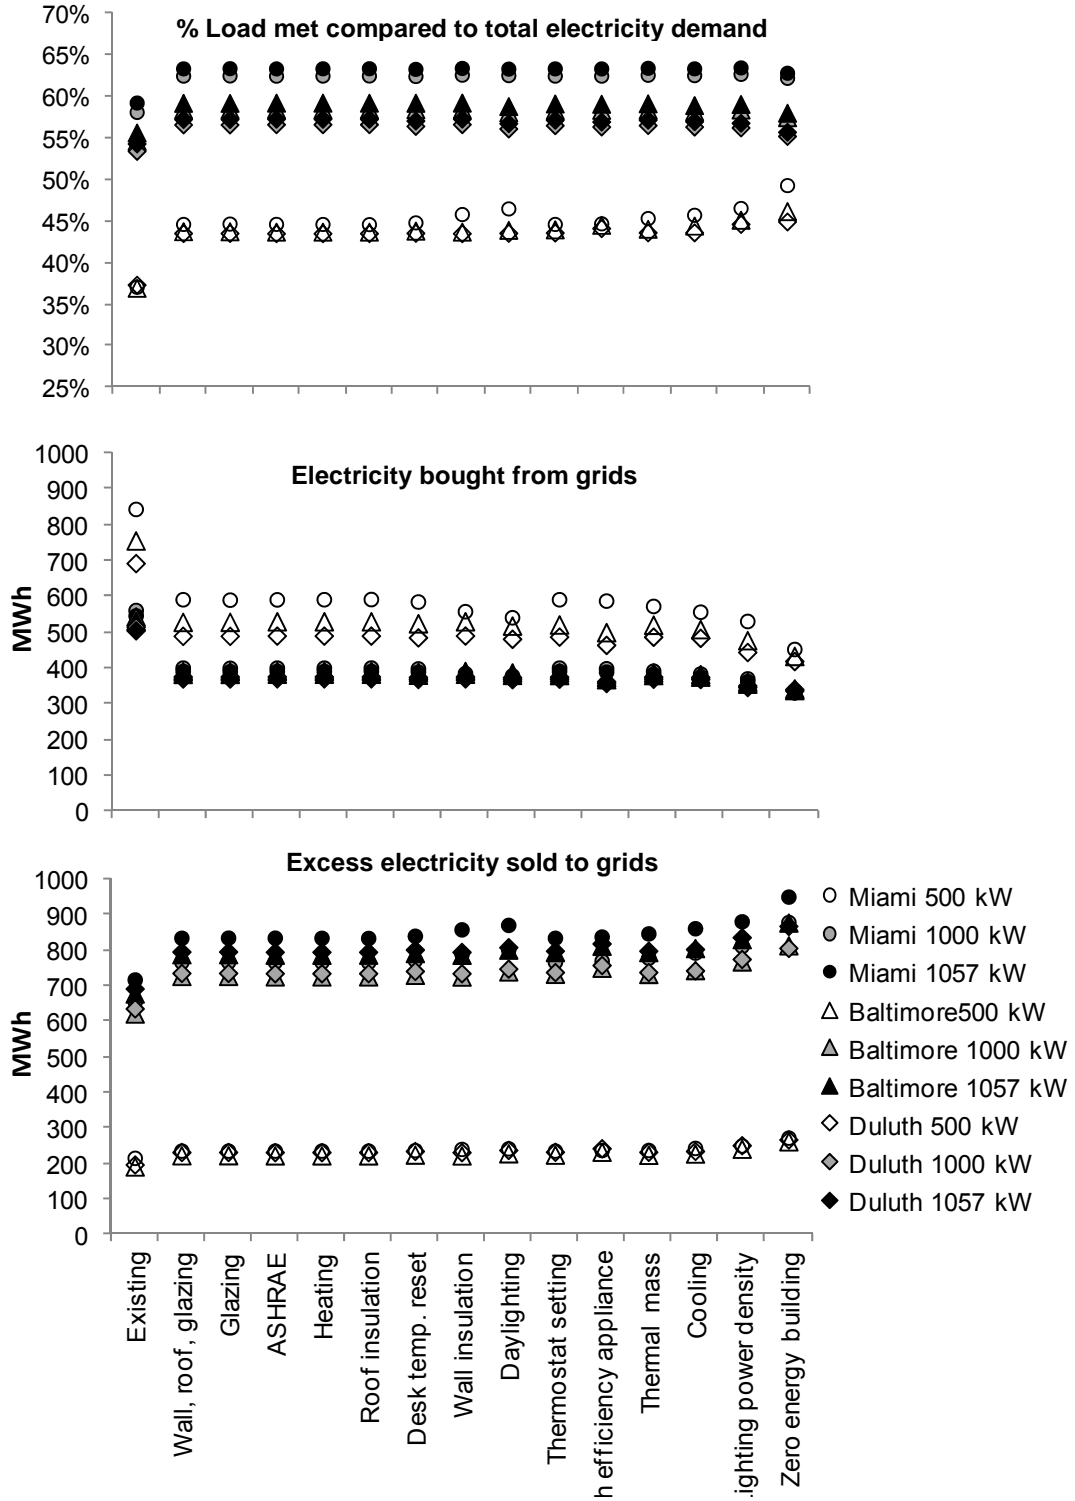 % Load met compared to total electricity demand
70%
65%
60%
55%
50%
45%
40%
35%
30%
25%
Electricity bought from grids
MWh
1000
900
800
700
600
500
400
300
200
100
0
Excess electricity sold to grids
MWh
1000
900
800
700
600
500
400
300
200
100
0
Miami 500 kW
Miami 1000 kW
Miami 1057 kW
Baltimore500 kW
Baltimore 1000 kW
Baltimore 1057 kW
Duluth 500 kW
Duluth 1000 kW
Duluth 1057 kW
Existing
Wall, roof, glazing
Glazing
ASHRAE
Heating
Roof insulation
Desk temp. reset
Wall insulation
Daylighting
Thermostat setting
h efficiency appliance
Thermal mass
Cooling
ighting power density
Zero energy building